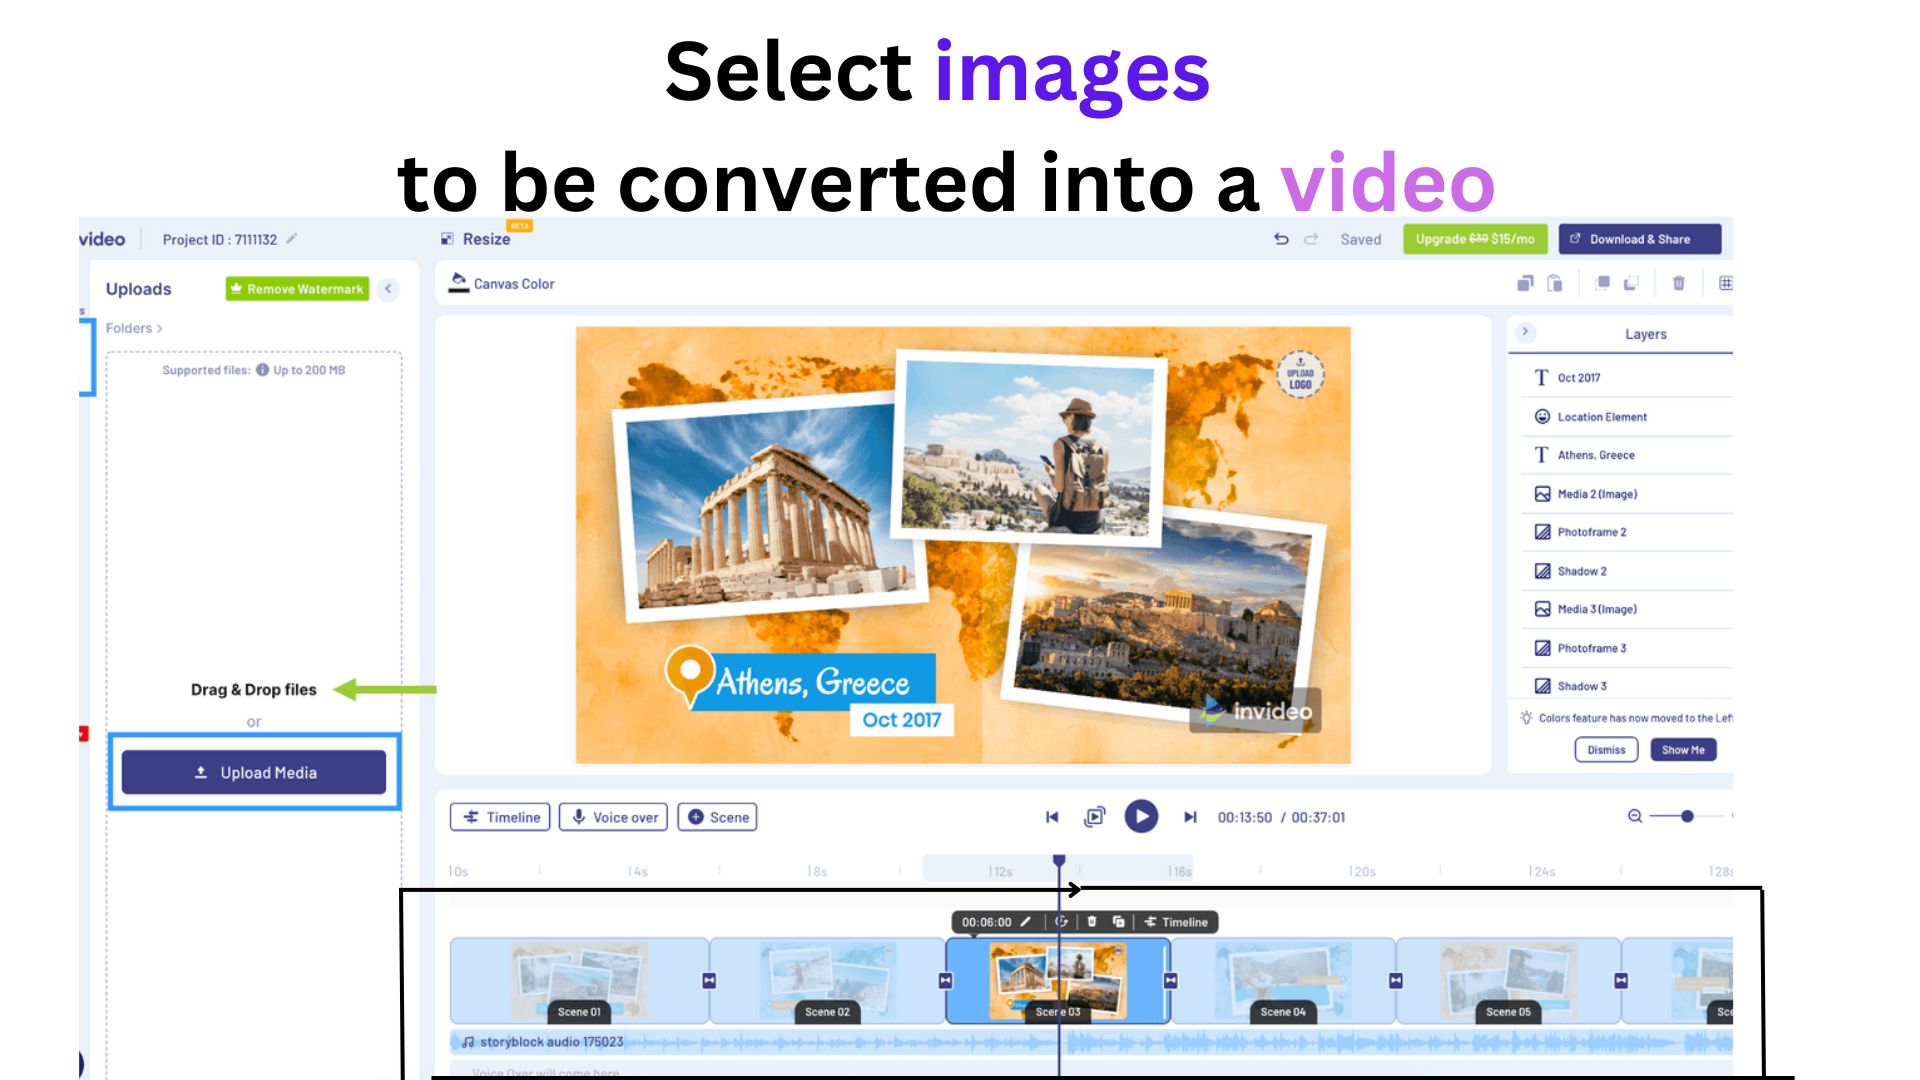 Select images
to be converted into a video
video
Project ID : 7111132
Resize
BETA
Saved
Upgrade $30 $15/mo
Download & Share
Uploads
Remove Watermark
Canvas Color
s
Folders >
Supported files: Up to 200 MB
Drag & Drop files
or
Upload Media
UPLOAD
LOGO
Athens, Greece
Oct 2017
invideo
Layers
Oct 2017
Location Element
Athens, Greece
Media 2 (Image)
Photoframe 2
Shadow 2
Media 3 (Image)
Photoframe 3
Shadow 3
Colors feature has now moved to the Lef
Dismiss
Show Me
Timeline
Voice over
Scene
00:13:50 / 00:37:01
0s 4s 8s 12s 16s 20s 24s 28s
00:06:00
Timeline
Scene 01
Scene 02
Scene 03
Scene 04
Scene 05
Sce
storyblock audio 175023
Voice Over will come here